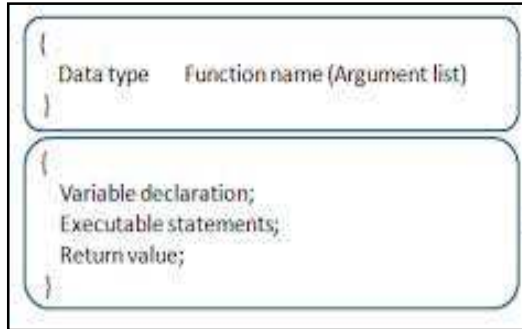 {
Data type Function name (Argument list)
}
{
Variable declaration;
Executable statements;
Return value;
}